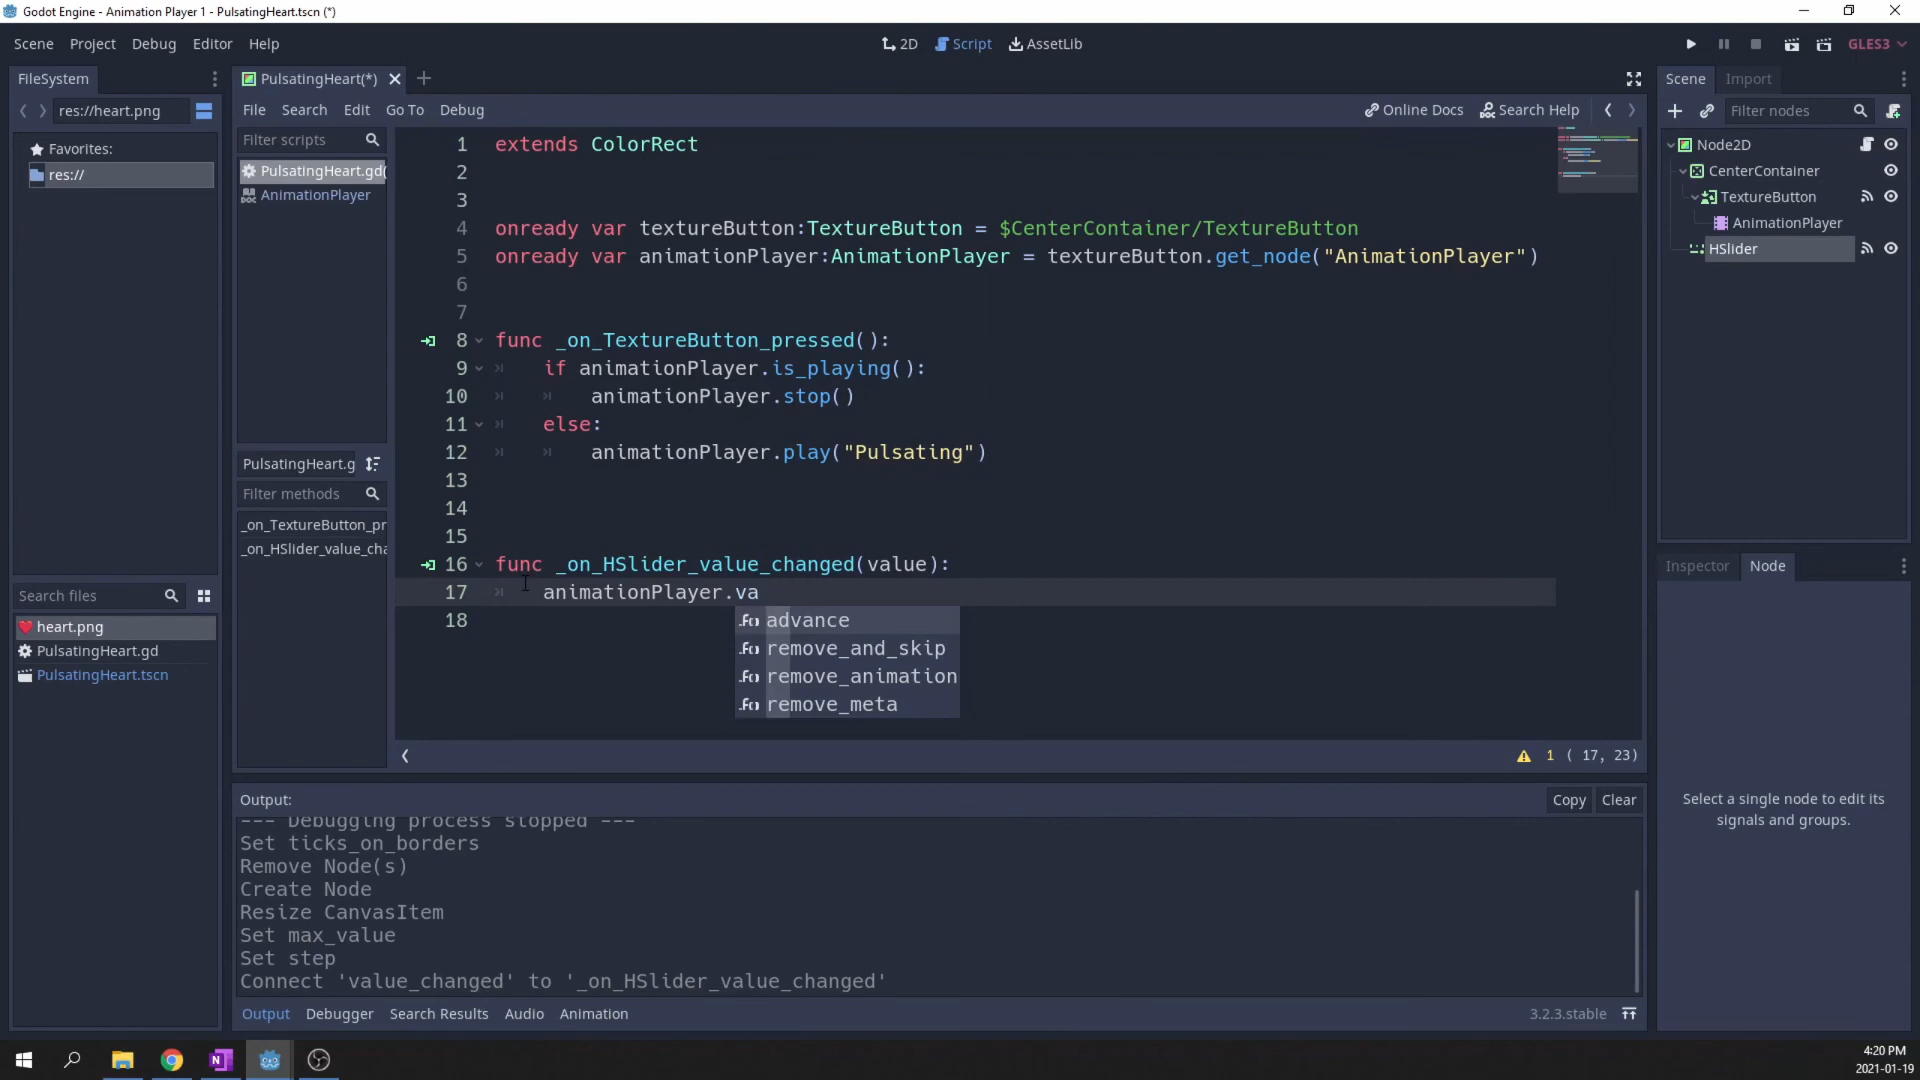 Godot Engine - Animation Player 1 - PulsatingHeart.tscn (*)
Scene Project Debug Editor Help
2D Script AssetLib
GLES3
FileSystem
PulsatingHeart(*)
Scene Import
res://heart.png
File Search Edit Go To Debug
Online Docs Search Help
Filter nodes
Favorites:
res://
Filter scripts
PulsatingHeart.gd(
AnimationPlayer
PulsatingHeart.g
Filter methods
_on_TextureButton_pr
_on_HSlider_value_cha
1 extends ColorRect
2
3
4 onready var textureButton:TextureButton = $CenterContainer/TextureButton
5 onready var animationPlayer:AnimationPlayer = textureButton.get_node("AnimationPlayer")
6
7
8 func _on_TextureButton_pressed():
9 if animationPlayer.is_playing():
10 animationPlayer.stop()
11 else:
12 animationPlayer.play("Pulsating")
13
14
15
16 func _on_HSlider_value_changed(value):
17 animationPlayer.va
18
advance
remove_and_skip
remove_animation
remove_meta
1 ( 17, 23)
Node2D
CenterContainer
TextureButton
AnimationPlayer
HSlider
Inspector Node
Select a single node to edit its
signals and groups.
Search files
heart.png
PulsatingHeart.gd
PulsatingHeart.tscn
Output:
Copy Clear
--- Debugging process stopped ---
Set ticks_on_borders
Remove Node(s)
Create Node
Resize CanvasItem
Set max_value
Set step
Connect 'value_changed' to '_on_HSlider_value_changed'
Output Debugger Search Results Audio Animation
3.2.3.stable
4:20 PM
2021-01-19